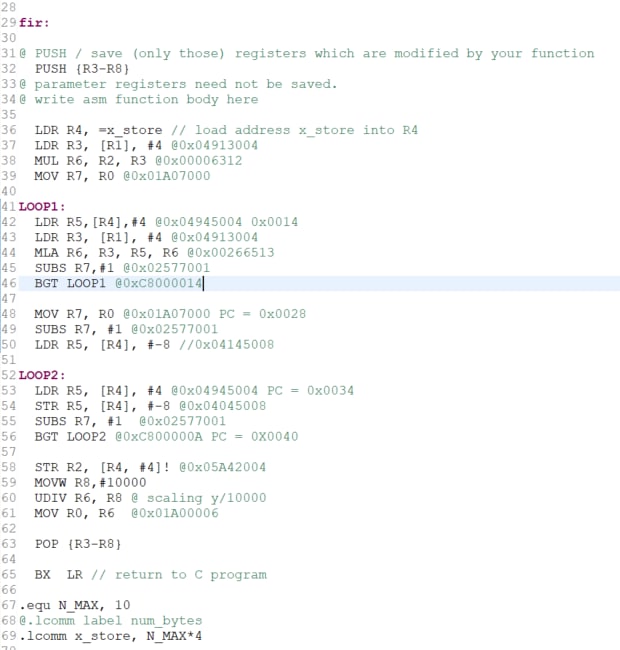 28
29 fir:
30
31 @ PUSH / save (only those) registers which are modified by your function
32 PUSH {R3-R8}
33 @ parameter registers need not be saved.
34 @ write asm function body here
35
36 LDR R4, =x_store // load address x_store into R4
37 LDR R3, [R1], #4 @0x04913004
38 MUL R6, R2, R3 @0x00006312
39 MOV R7, R0 @0x01A07000
40
41 LOOP1:
42 LDR R5,[R4],#4 @0x04945004 0x0014
43 LDR R3, [R1], #4 @0x04913004
44 MLA R6, R3, R5, R6 @0x00266513
45 SUBS R7,#1 @0x02577001
46 BGT LOOP1 @0xC8000014
47
48 MOV R7, R0 @0x01A07000 PC = 0x0028
49 SUBS R7, #1 @0x02577001
50 LDR R5, [R4], #-8 //0x04145008
51
52 LOOP2:
53 LDR R5, [R4], #4 @0x04945004 PC = 0x0034
54 STR R5, [R4], #-8 @0x04045008
55 SUBS R7, #1 @0x02577001
56 BGT LOOP2 @0xC800000A PC = 0X0040
57
58 STR R2, [R4, #4]! @0x05A42004
59 MOVW R8,#10000
60 UDIV R6, R8 @ scaling y/10000
61 MOV R0, R6 @0x01A00006
62
63 POP {R3-R8}
64
65 BX LR // return to C program
66
67 .equ N_MAX, 10
68 @.lcomm label num_bytes
69 .lcomm x_store, N_MAX*4